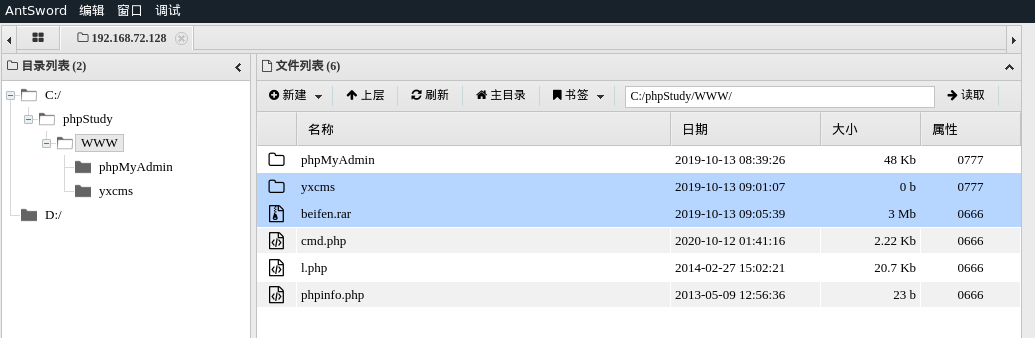 AntSword 编辑 窗口 调试
192.168.72.128
目录列表 (2)
C:/
phpStudy
WWW
phpMyAdmin
yxcms
D:/
文件列表 (6)
新建 上层 刷新 主目录 书签 C:/phpStudy/WWW/ 读取
名称 日期 大小 属性
phpMyAdmin 2019-10-13 08:39:26 48 Kb 0777
yxcms 2019-10-13 09:01:07 0 b 0777
beifen.rar 2019-10-13 09:05:39 3 Mb 0666
cmd.php 2020-10-12 01:41:16 2.22 Kb 0666
l.php 2014-02-27 15:02:21 20.7 Kb 0666
phpinfo.php 2013-05-09 12:56:36 23 b 0666